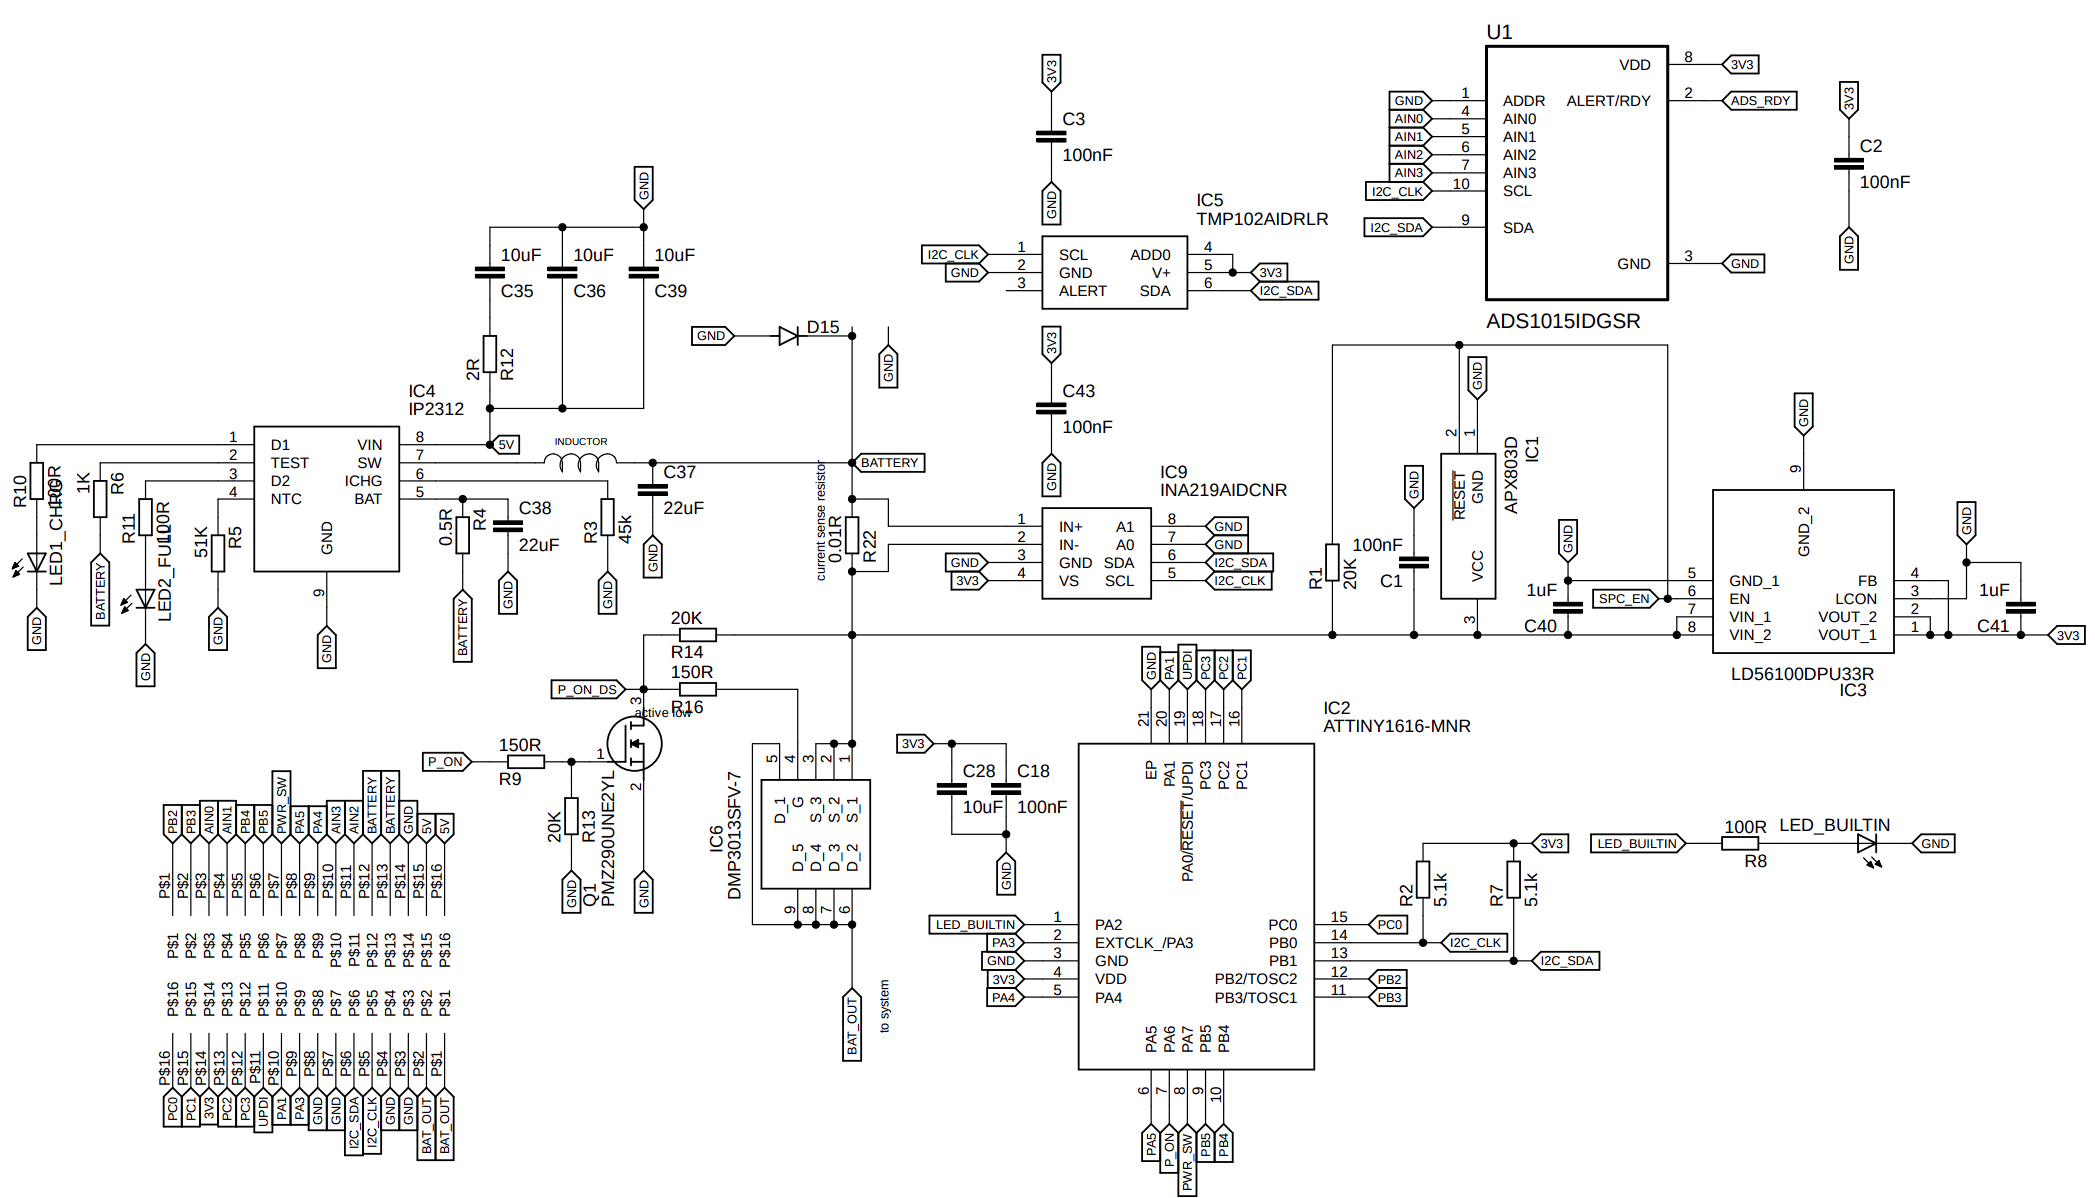 U1
VDD
8
3V3
GND
1
ADDR
ALERT/RDY
2
ADS_RDY
AIN0
4
AIN0
AIN1
5
AIN1
AIN2
6
AIN2
AIN3
7
AIN3
I2C_CLK
10
SCL
I2C_SDA
9
SDA
GND
3
GND
ADS1015IDGSR
3V3
C2
100nF
GND
3V3
C3
100nF
GND
IC5
TMP102AIDRLR
I2C_CLK
1
SCL
ADD0
4
GND
2
GND
V+
5
3V3
3
ALERT
SDA
6
I2C_SDA
GND
10uF
10uF
10uF
C35
C36
C39
2R
R12
GND
D15
GND
3V3
C43
100nF
GND
IC4
IP2312
1
D1
VIN
8
5V
2
TEST
SW
7
3
D2
ICHG
6
4
NTC
BAT
5
GND
9
GND
INDUCTOR
BATTERY
R10
100R
LED1_CHRG
GND
1K
R6
BATTERY
R11
100R
LED2_FULL
GND
51K
R5
GND
0.5R
R4
BATTERY
C38
22uF
GND
R3
45k
GND
C37
22uF
GND
current sense resistor
0.01R
R22
IC9
INA219AIDCNR
1
IN+
A1
8
GND
2
IN-
A0
7
GND
GND
3
GND
SDA
6
I2C_SDA
3V3
4
VS
SCL
5
I2C_CLK
R1
20K
GND
100nF
C1
GND
2
1
RESET
GND
VCC
3
APX803D
IC1
GND
1uF
C40
SPC_EN
GND
9
GND_2
5
GND_1
FB
4
6
EN
LCON
3
7
VIN_1
VOUT_2
2
8
VIN_2
VOUT_1
1
LD56100DPU33R
IC3
GND
1uF
C41
3V3
20K
R14
150R
R16
P_ON_DS
active low
3
1
2
P_ON
150R
R9
20K
R13
GND
Q1
PMZ290UNE2YL
GND
IC6
DMP3013SFV-7
5
4
3
2
1
D_1
G
S_3
S_2
S_1
D_5
D_4
D_3
D_2
9
8
7
6
BAT_OUT
to system
3V3
C28
C18
10uF
100nF
GND
IC2
ATTINY1616-MNR
GND
PA1
UPDI
PC3
PC2
PC1
21
20
19
18
17
16
EP
PA1
PA0/RESET/UPDI
PC3
PC2
PC1
LED_BUILTIN
1
PA2
PC0
15
PC0
PA3
2
EXTCLK_/PA3
PB0
14
I2C_CLK
GND
3
GND
PB1
13
I2C_SDA
3V3
4
VDD
PB2/TOSC2
12
PB2
PA4
5
PA4
PB3/TOSC1
11
PB3
PA5
PA6
PA7
PB5
PB4
6
7
8
9
10
PA5
P_ON
PWR_SW
PB5
PB4
3V3
R2
5.1k
R7
5.1k
LED_BUILTIN
100R
R8
LED_BUILTIN
GND
PB2
PB3
AIN0
AIN1
PB4
PB5
PWR_SW
PA5
PA4
AIN3
AIN2
BATTERY
BATTERY
GND
5V
5V
P$1
P$2
P$3
P$4
P$5
P$6
P$7
P$8
P$9
P$10
P$11
P$12
P$13
P$14
P$15
P$16
P$1
P$2
P$3
P$4
P$5
P$6
P$7
P$8
P$9
P$10
P$11
P$12
P$13
P$14
P$15
P$16
P$16
P$15
P$14
P$13
P$12
P$11
P$10
P$9
P$8
P$7
P$6
P$5
P$4
P$3
P$2
P$1
P$16
P$15
P$14
P$13
P$12
P$11
P$10
P$9
P$8
P$7
P$6
P$5
P$4
P$3
P$2
P$1
PC0
PC1
3V3
PC2
PC3
UPDI
PA1
PA3
GND
GND
I2C_SDA
I2C_CLK
GND
GND
BAT_OUT
BAT_OUT